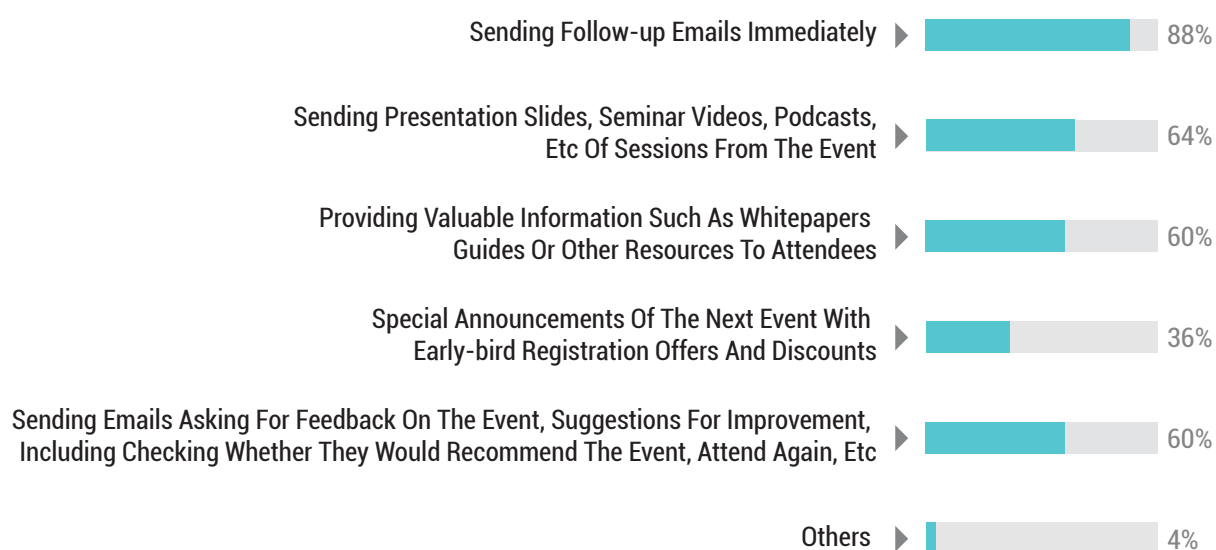 Sending Follow-up Emails Immediately
88%
Sending Presentation Slides, Seminar Videos, Podcasts,
Etc Of Sessions From The Event
64%
Providing Valuable Information Such As Whitepapers
Guides Or Other Resources To Attendees
60%
Special Announcements Of The Next Event With
Early-bird Registration Offers And Discounts
36%
Sending Emails Asking For Feedback On The Event, Suggestions For Improvement,
Including Checking Whether They Would Recommend The Event, Attend Again, Etc
60%
Others
4%